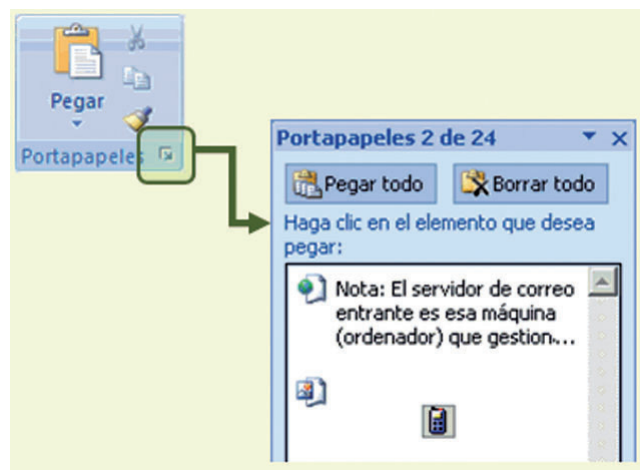 Pegar
Portapapeles
Portapapeles 2 de 24
Pegar todo
Borrar todo
Haga clic en el elemento que desea
pegar:
Nota: El servidor de correo
entrante es esa máquina
(ordenador) que gestion...